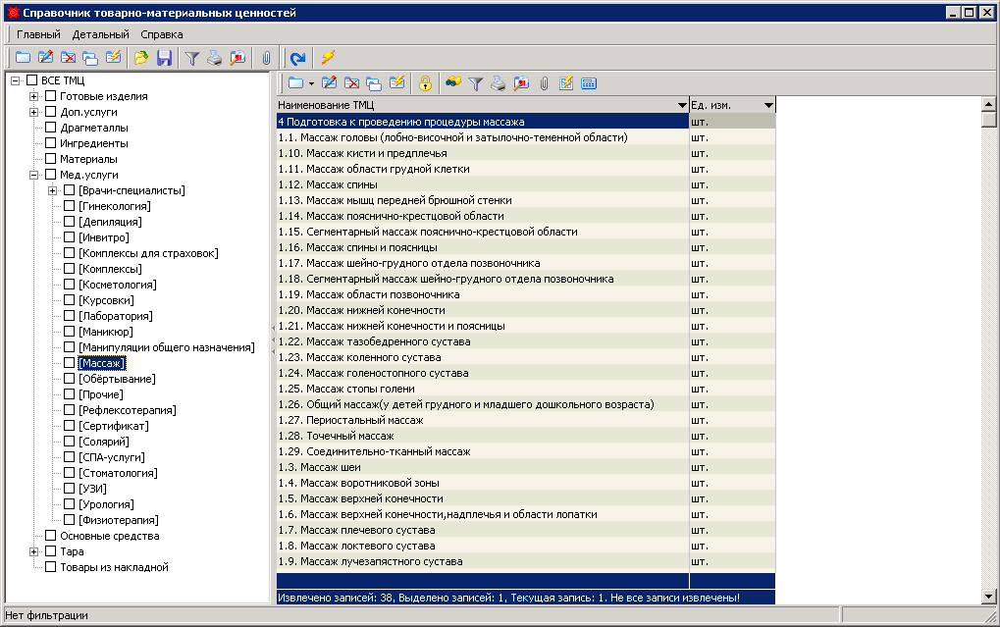 Справочник товарно-материальных ценностей
Главный Детальный Справка
ВСЕ ТМЦ
Готовые изделия
Доп.услуги
Драгметаллы
Ингредиенты
Материалы
Мед.услуги
[Врачи-специалисты]
[Гинекология]
[Депиляция]
[Инвитро]
[Комплексы для страховок]
[Комплексы]
[Косметология]
[Курсовки]
[Лаборатория]
[Маникюр]
[Манипуляции общего назначения]
[Массаж]
[Обёртывание]
[Прочие]
[Рефлексотерапия]
[Сертификат]
[Солярий]
[СПА-услуги]
[Стоматология]
[УЗИ]
[Урология]
[Физиотерапия]
Основные средства
Тара
Товары из накладной
Наименование ТМЦ Ед. изм.
4 Подготовка к проведению процедуры массажа шт.
1.1. Массаж головы (лобно-височной и затылочно-теменной области) шт.
1.10. Массаж кисти и предплечья шт.
1.11. Массаж области грудной клетки шт.
1.12. Массаж спины шт.
1.13. Массаж мышц передней брюшной стенки шт.
1.14. Массаж пояснично-крестцовой области шт.
1.15. Сегментарный массаж пояснично-крестцовой области шт.
1.16. Массаж спины и поясницы шт.
1.17. Массаж шейно-грудного отдела позвоночника шт.
1.18. Сегментарный массаж шейно-грудного отдела позвоночника шт.
1.19. Массаж области позвоночника шт.
1.20. Массаж нижней конечности шт.
1.21. Массаж нижней конечности и поясницы шт.
1.22. Массаж тазобедренного сустава шт.
1.23. Массаж коленного сустава шт.
1.24. Массаж голеностопного сустава шт.
1.25. Массаж стопы голени шт.
1.26. Общий массаж(у детей грудного и младшего дошкольного возраста) шт.
1.27. Периостальный массаж шт.
1.28. Точечный массаж шт.
1.29. Соединительно-тканный массаж шт.
1.3. Массаж шеи шт.
1.4. Массаж воротниковой зоны шт.
1.5. Массаж верхней конечности шт.
1.6. Массаж верхней конечности,надплечья и области лопатки шт.
1.7. Массаж плечевого сустава шт.
1.8. Массаж локтевого сустава шт.
1.9. Массаж лучезапястного сустава шт.
Извлечено записей: 38, Выделено записей: 1, Текущая запись: 1. Не все записи извлечены!
Нет фильтрации